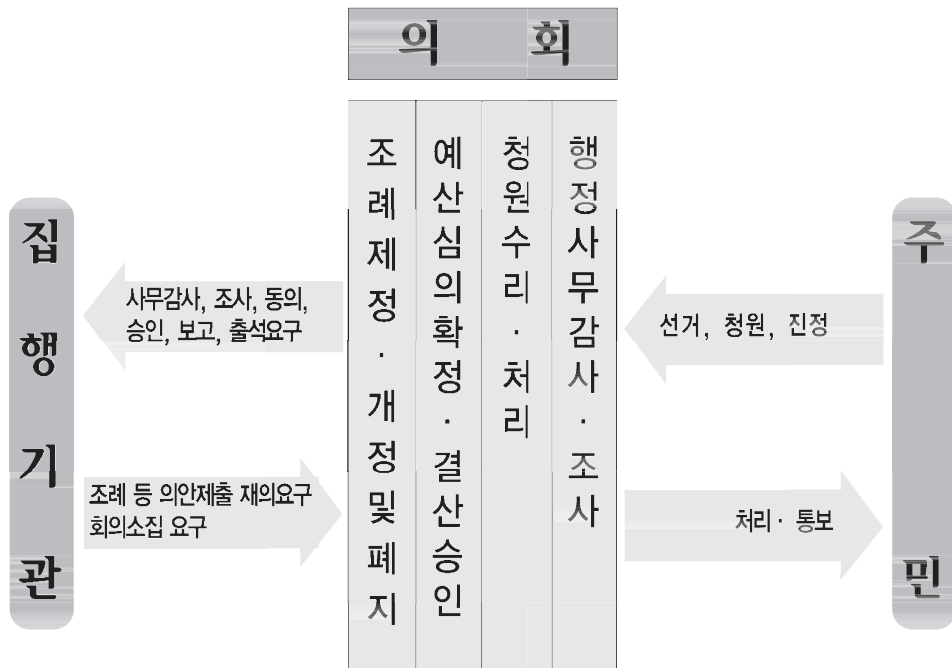 의 회
집행기관
사무감사, 조사, 동의,
승인, 보고, 출석요구
조례 등 의안제출 재의요구
회의소집 요구
조례제정·개정및폐지
예산심의확정·결산승인
청원수리·처리
행정사무감사·조사
선거, 청원, 진정
처리· 통보
주민